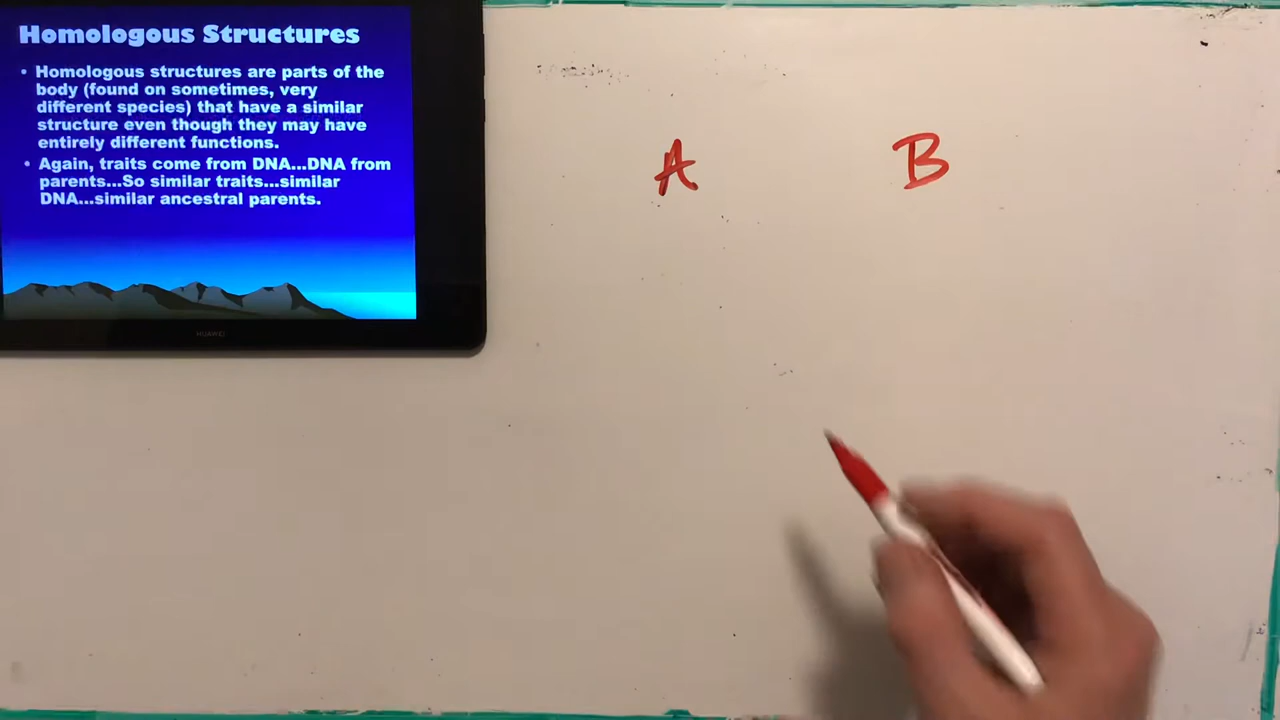 Homologous Structures
• Homologous structures are parts of the
body (found on sometimes, very
different species) that have a similar
structure even though they may have
entirely different functions.
• Again, traits come from DNA...DNA from
parents...So similar traits...similar
DNA...similar ancestral parents.
HUAWEI
A B